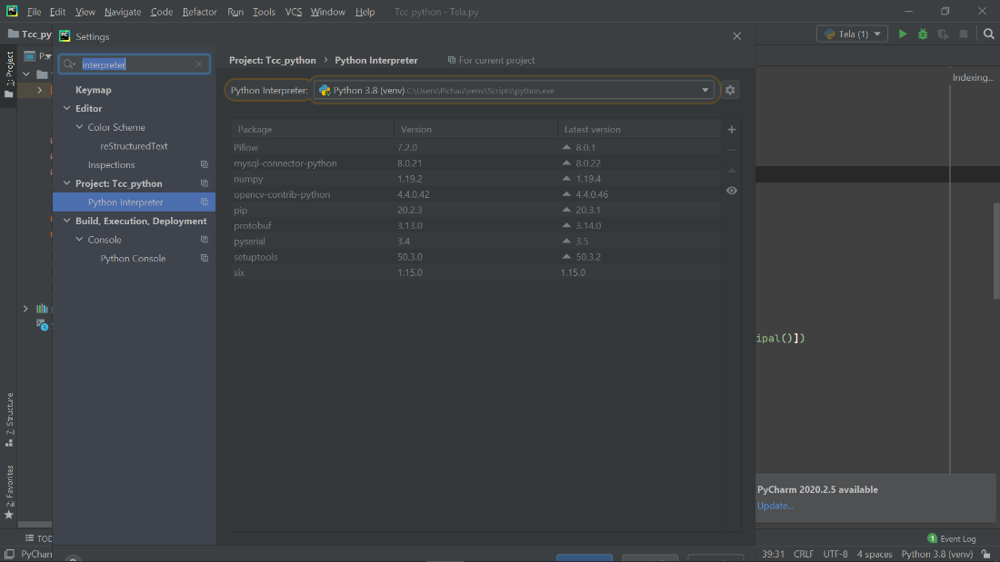 PC File Edit View Navigate Code Refactor Run Tools VCS Window Help Tcc_python - Tela.py
Tcc_py
Tela (1)
Settings
1: Project
interpreter
Keymap
Editor
Color Scheme
reStructuredText
Inspections
Project: Tcc_python
Python Interpreter
Build, Execution, Deployment
Console
Python Console
Project: Tcc_python › Python Interpreter For current project
Python Interpreter: Python 3.8 (venv) C:\Users\Pichau\venv\Scripts\python.exe
Package Version Latest version
Pillow 7.2.0 8.0.1
mysql-connector-python 8.0.21 8.0.22
numpy 1.19.2 1.19.4
opencv-contrib-python 4.4.0.42 4.4.0.46
pip 20.2.3 20.3.1
protobuf 3.13.0 3.14.0
pyserial 3.4 3.5
setuptools 50.3.0 50.3.2
six 1.15.0 1.15.0
Indexing...
ipal()])
7: Structure
2: Favorites
PyCharm 2020.2.5 available
Update...
TOD
1 Event Log
PyCharm
39:31 CRLF UTF-8 4 spaces Python 3.8 (venv)